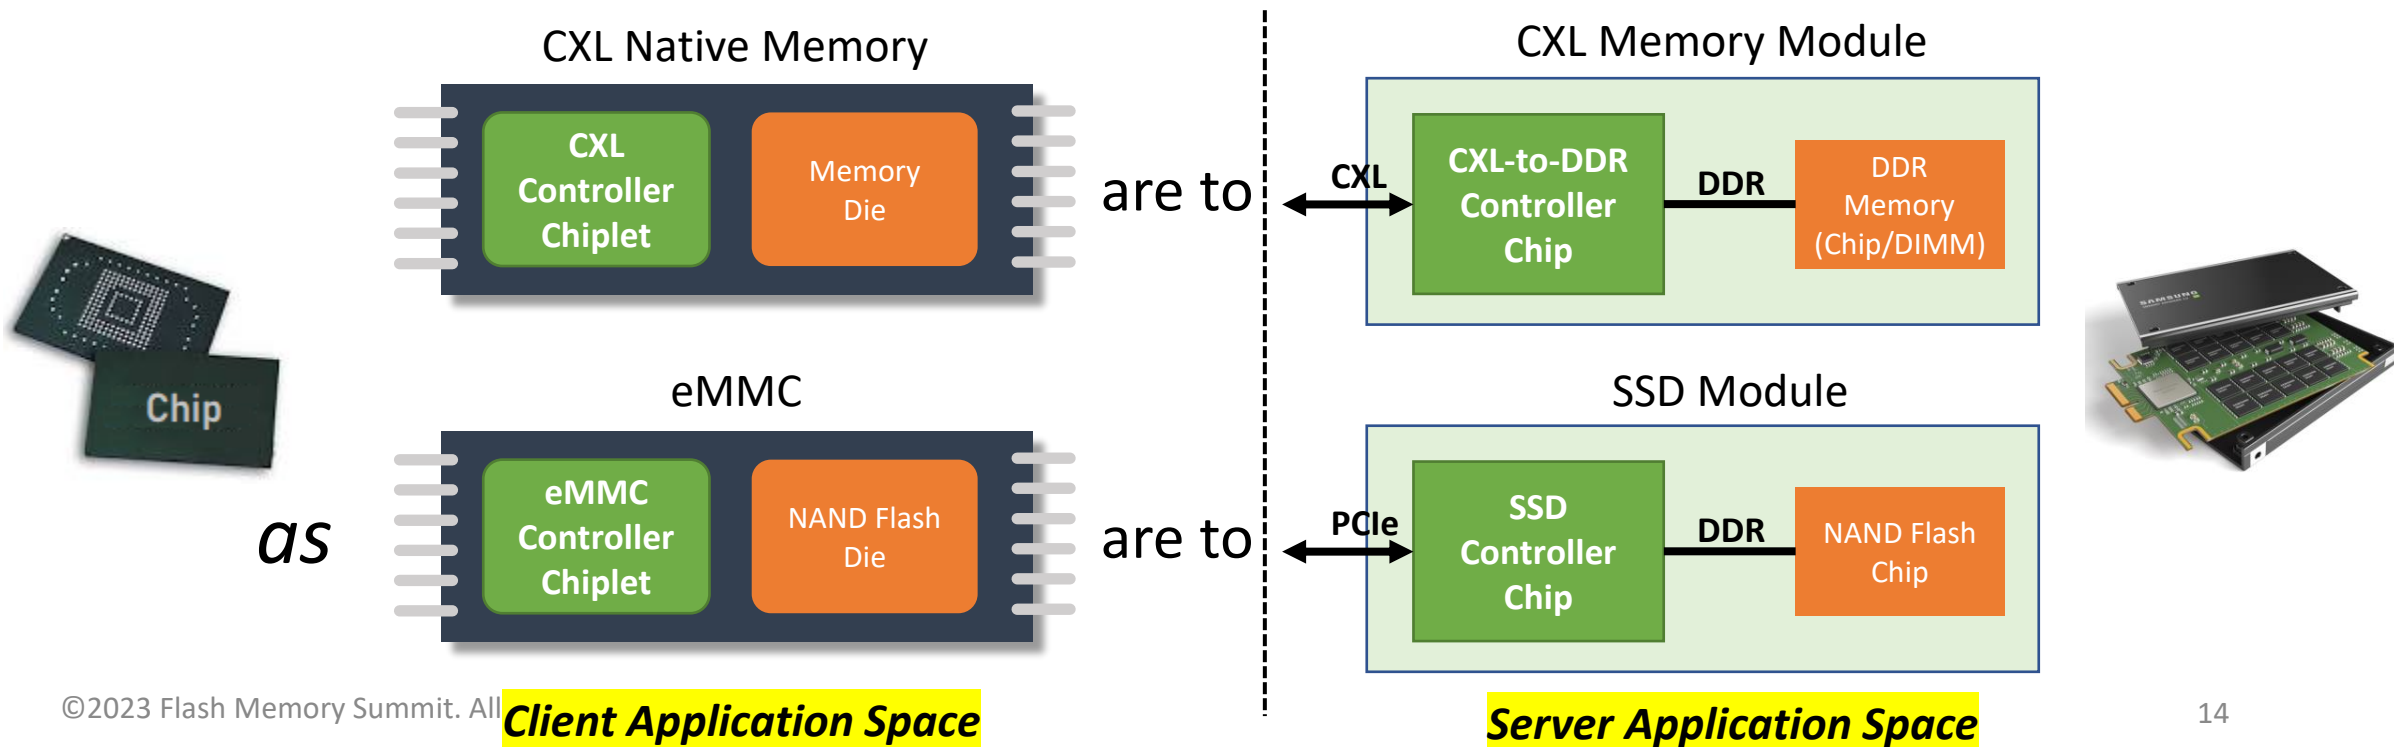 CXL Native Memory
CXL Memory Module
CXL
Controller
Chiplet
Memory
Die
are to
CXL
CXL-to-DDR
Controller
Chip
DDR
DDR
Memory
(Chip/DIMM)
Chip
SAMSUNG
eMMC
SSD Module
as
eMMC
Controller
Chiplet
NAND Flash
Die
are to
PCIe
SSD
Controller
Chip
DDR
NAND Flash
Chip
©2023 Flash Memory Summit. All
Client Application Space
Server Application Space
14